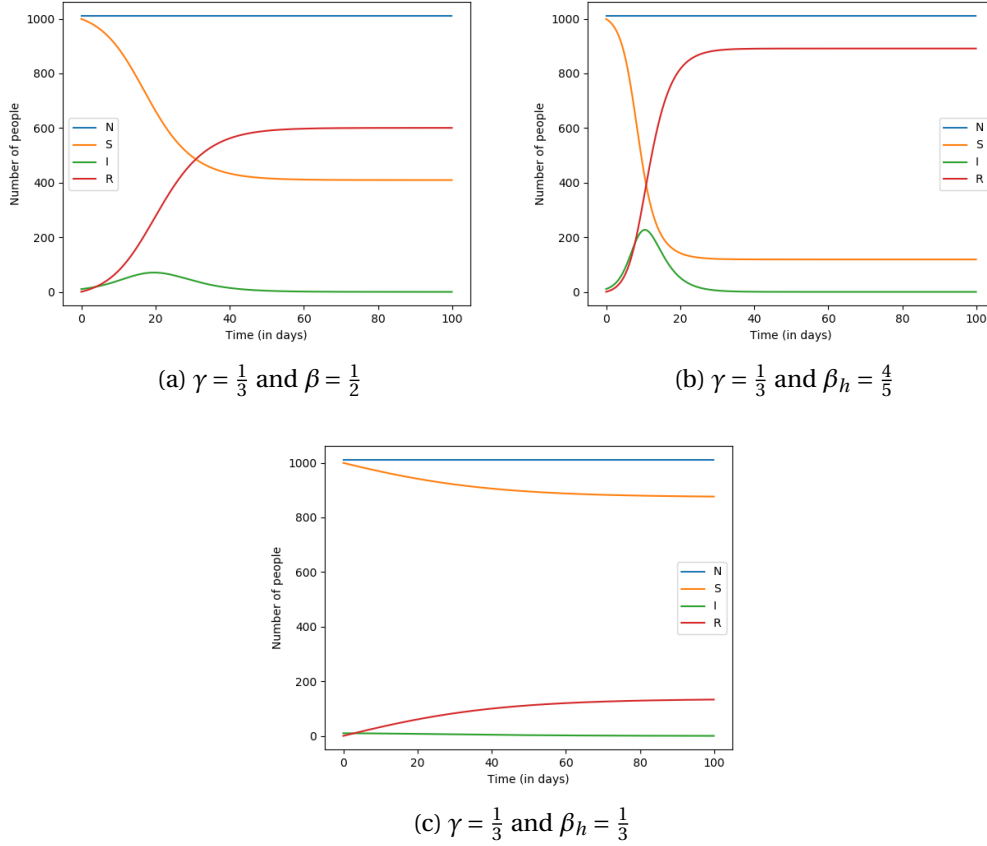 1000
800
600
400
200
0
Number of people
N
S
I
R
0 20 40 60 80 100
Time (in days)
(a) γ = 1/3 and β = 1/2
1000
800
600
400
200
0
Number of people
N
S
I
R
0 20 40 60 80 100
Time (in days)
(b) γ = 1/3 and βₕ = 4/5
1000
800
600
400
200
0
Number of people
N
S
I
R
0 20 40 60 80 100
Time (in days)
(c) γ = 1/3 and βₕ = 1/3